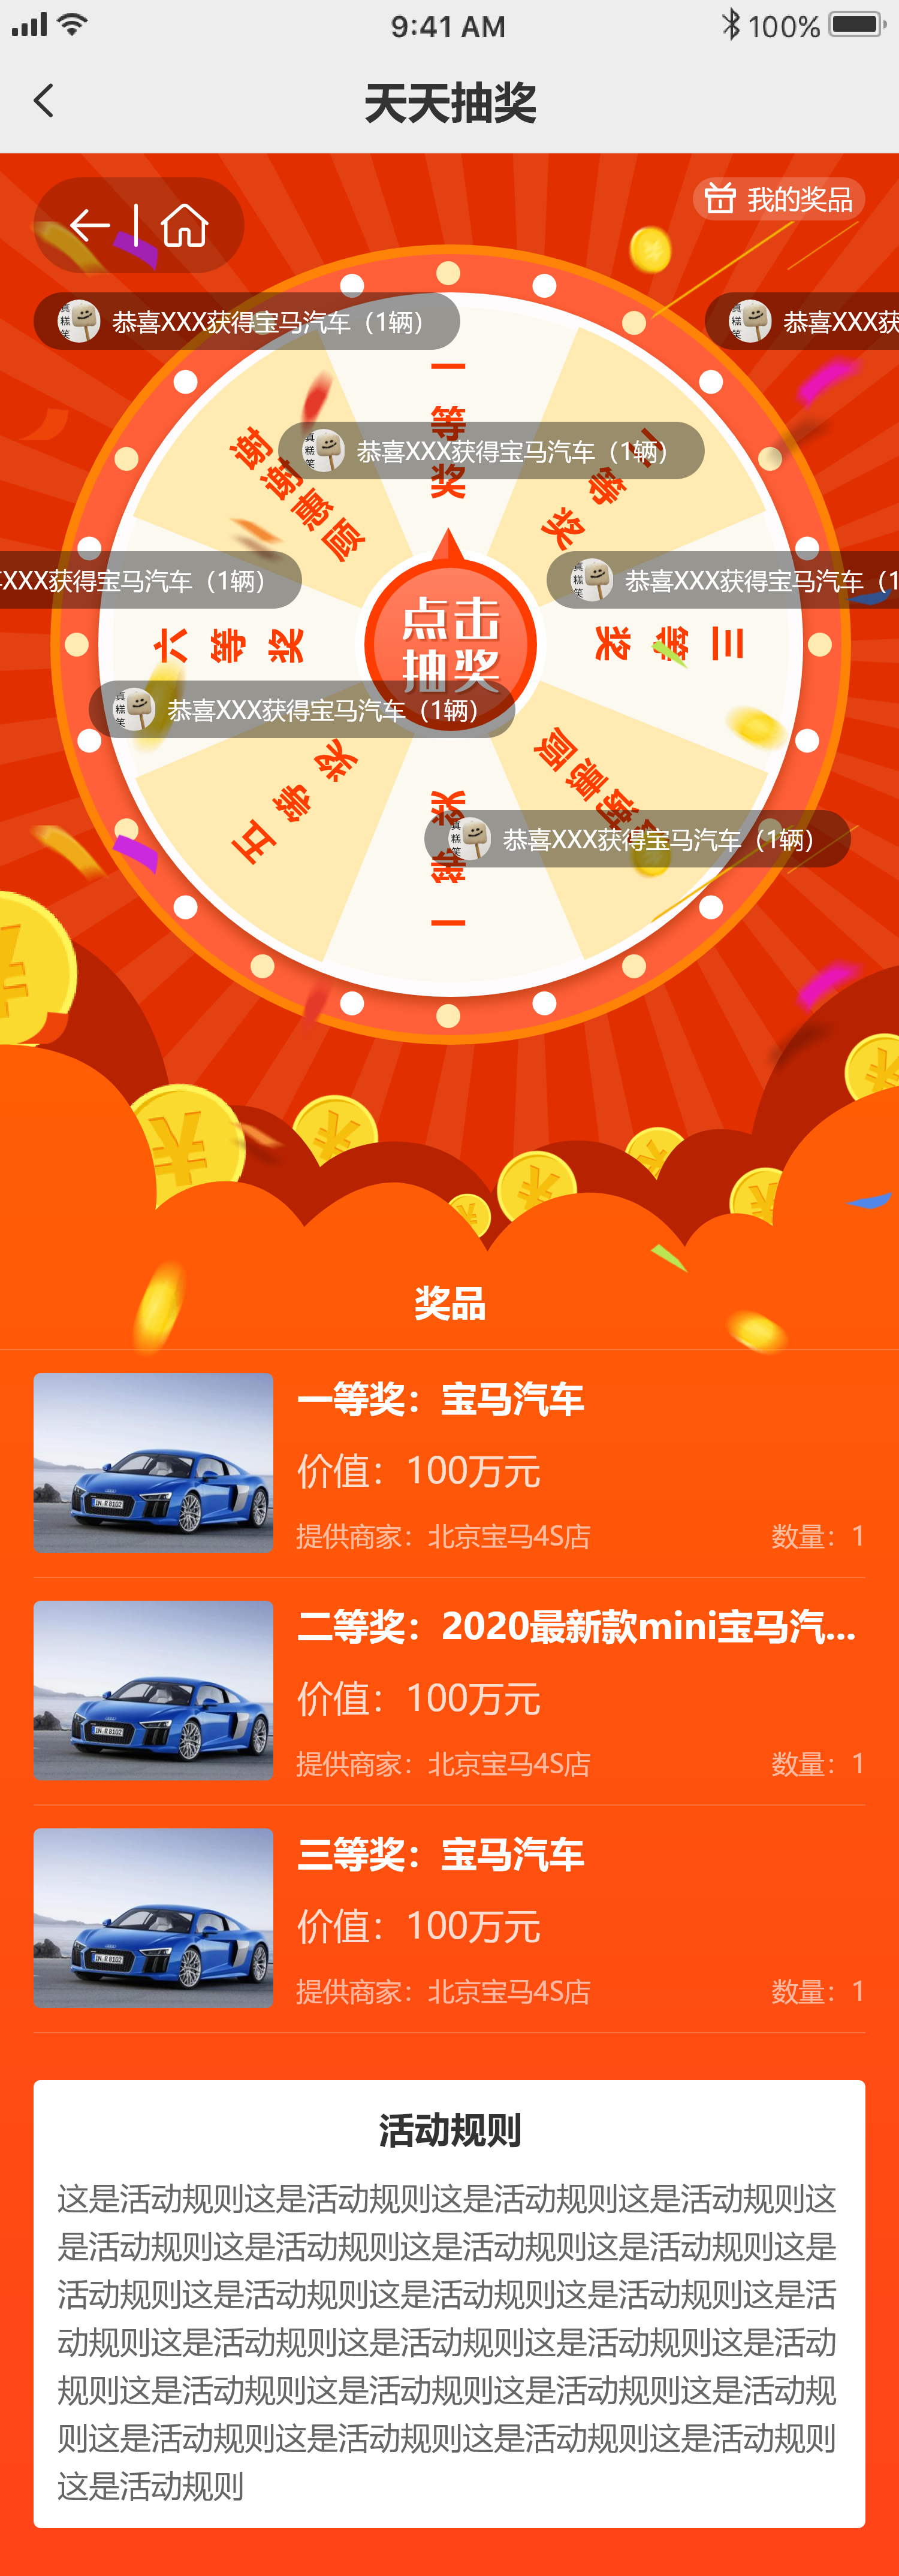 9:41 AM
100%
天天抽奖
我的奖品
恭喜XXX获得宝马汽车（1辆）
恭喜XXX获
一等奖
恭喜XXX获得宝马汽车（1辆）
等奖
谢谢惠顾
XXX获得宝马汽车（1辆）
恭喜XXX获得宝马汽车（1
点击
抽奖
六等奖
三等奖
恭喜XXX获得宝马汽车（1辆）
五等奖
惠顾
恭喜XXX获得宝马汽车（1辆）
一等奖
奖品
一等奖：宝马汽车
价值：100万元
提供商家：北京宝马4S店
数量：1
二等奖：2020最新款mini宝马汽...
价值：100万元
提供商家：北京宝马4S店
数量：1
三等奖：宝马汽车
价值：100万元
提供商家：北京宝马4S店
数量：1
活动规则
这是活动规则这是活动规则这是活动规则这是活动规则这
是活动规则这是活动规则这是活动规则这是活动规则这是
活动规则这是活动规则这是活动规则这是活动规则这是活
动规则这是活动规则这是活动规则这是活动规则这是活动
规则这是活动规则这是活动规则这是活动规则这是活动规
则这是活动规则这是活动规则这是活动规则这是活动规则
这是活动规则